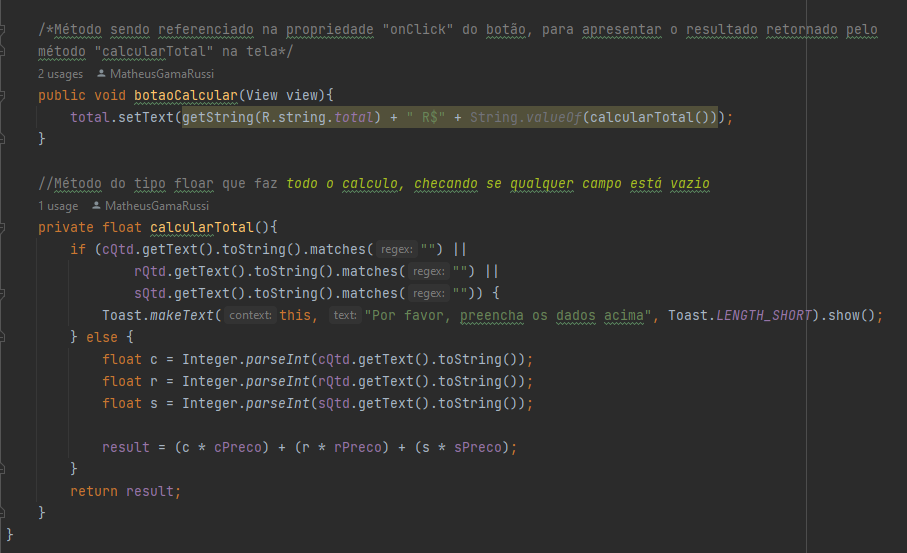 /*Método sendo referenciado na propriedade "onClick" do botão, para apresentar o resultado retornado pelo
método "calcularTotal" na tela*/
2 usages MatheusGamaRussi
public void botaoCalcular(View view){
total.setText(getString(R.string.total) + " R$" + String.valueOf(calcularTotal()));
}
//Método do tipo floar que faz todo o calculo, checando se qualquer campo está vazio
1 usage MatheusGamaRussi
private float calcularTotal(){
if (cQtd.getText().toString().matches( regex: "") ||
rQtd.getText().toString().matches( regex: "") ||
sQtd.getText().toString().matches( regex: "")) {
Toast.makeText( context: this, text: "Por favor, preencha os dados acima", Toast.LENGTH_SHORT).show();
} else {
float c = Integer.parseInt(cQtd.getText().toString());
float r = Integer.parseInt(rQtd.getText().toString());
float s = Integer.parseInt(sQtd.getText().toString());
result = (c * cPreco) + (r * rPreco) + (s * sPreco);
}
return result;
}
}